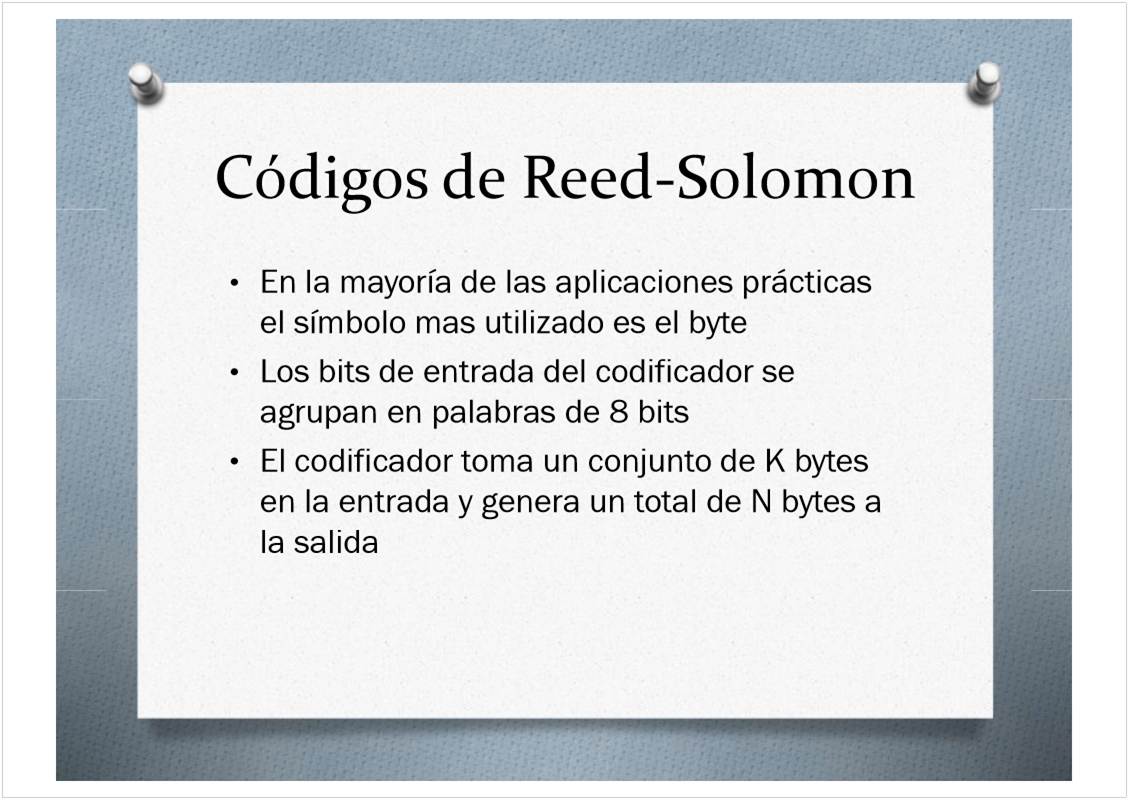 Códigos de Reed-Solomon
• En la mayoría de las aplicaciones prácticas
el símbolo mas utilizado es el byte
• Los bits de entrada del codificador se
agrupan en palabras de 8 bits
• El codificador toma un conjunto de K bytes
en la entrada y genera un total de N bytes a
la salida